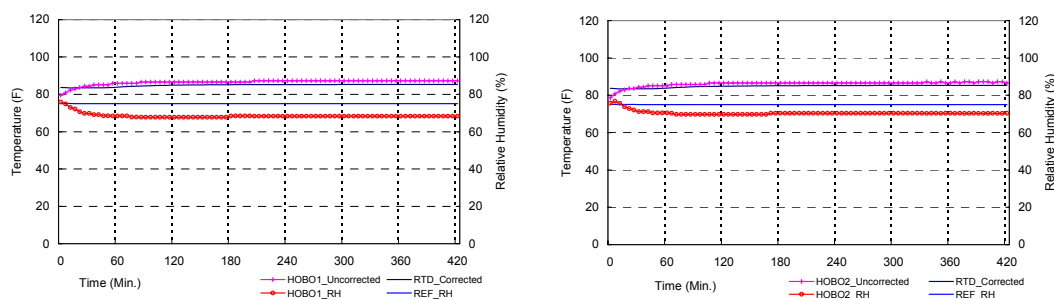 120
100
80
60
40
20
0
Temperature (F)
120
100
80
60
40
20
0
Relative Humidity (%)
0 60 120 180 240 300 360 420
Time (Min.)
HOBO1_Uncorrected RTD_Corrected
HOBO1_RH REF_RH
120
100
80
60
40
20
0
Temperature (F)
120
100
80
60
40
20
0
Relative Humidity (%)
0 60 120 180 240 300 360 420
Time (Min.)
HOBO2_Uncorrected RTD_Corrected
HOBO2_RH REF_RH